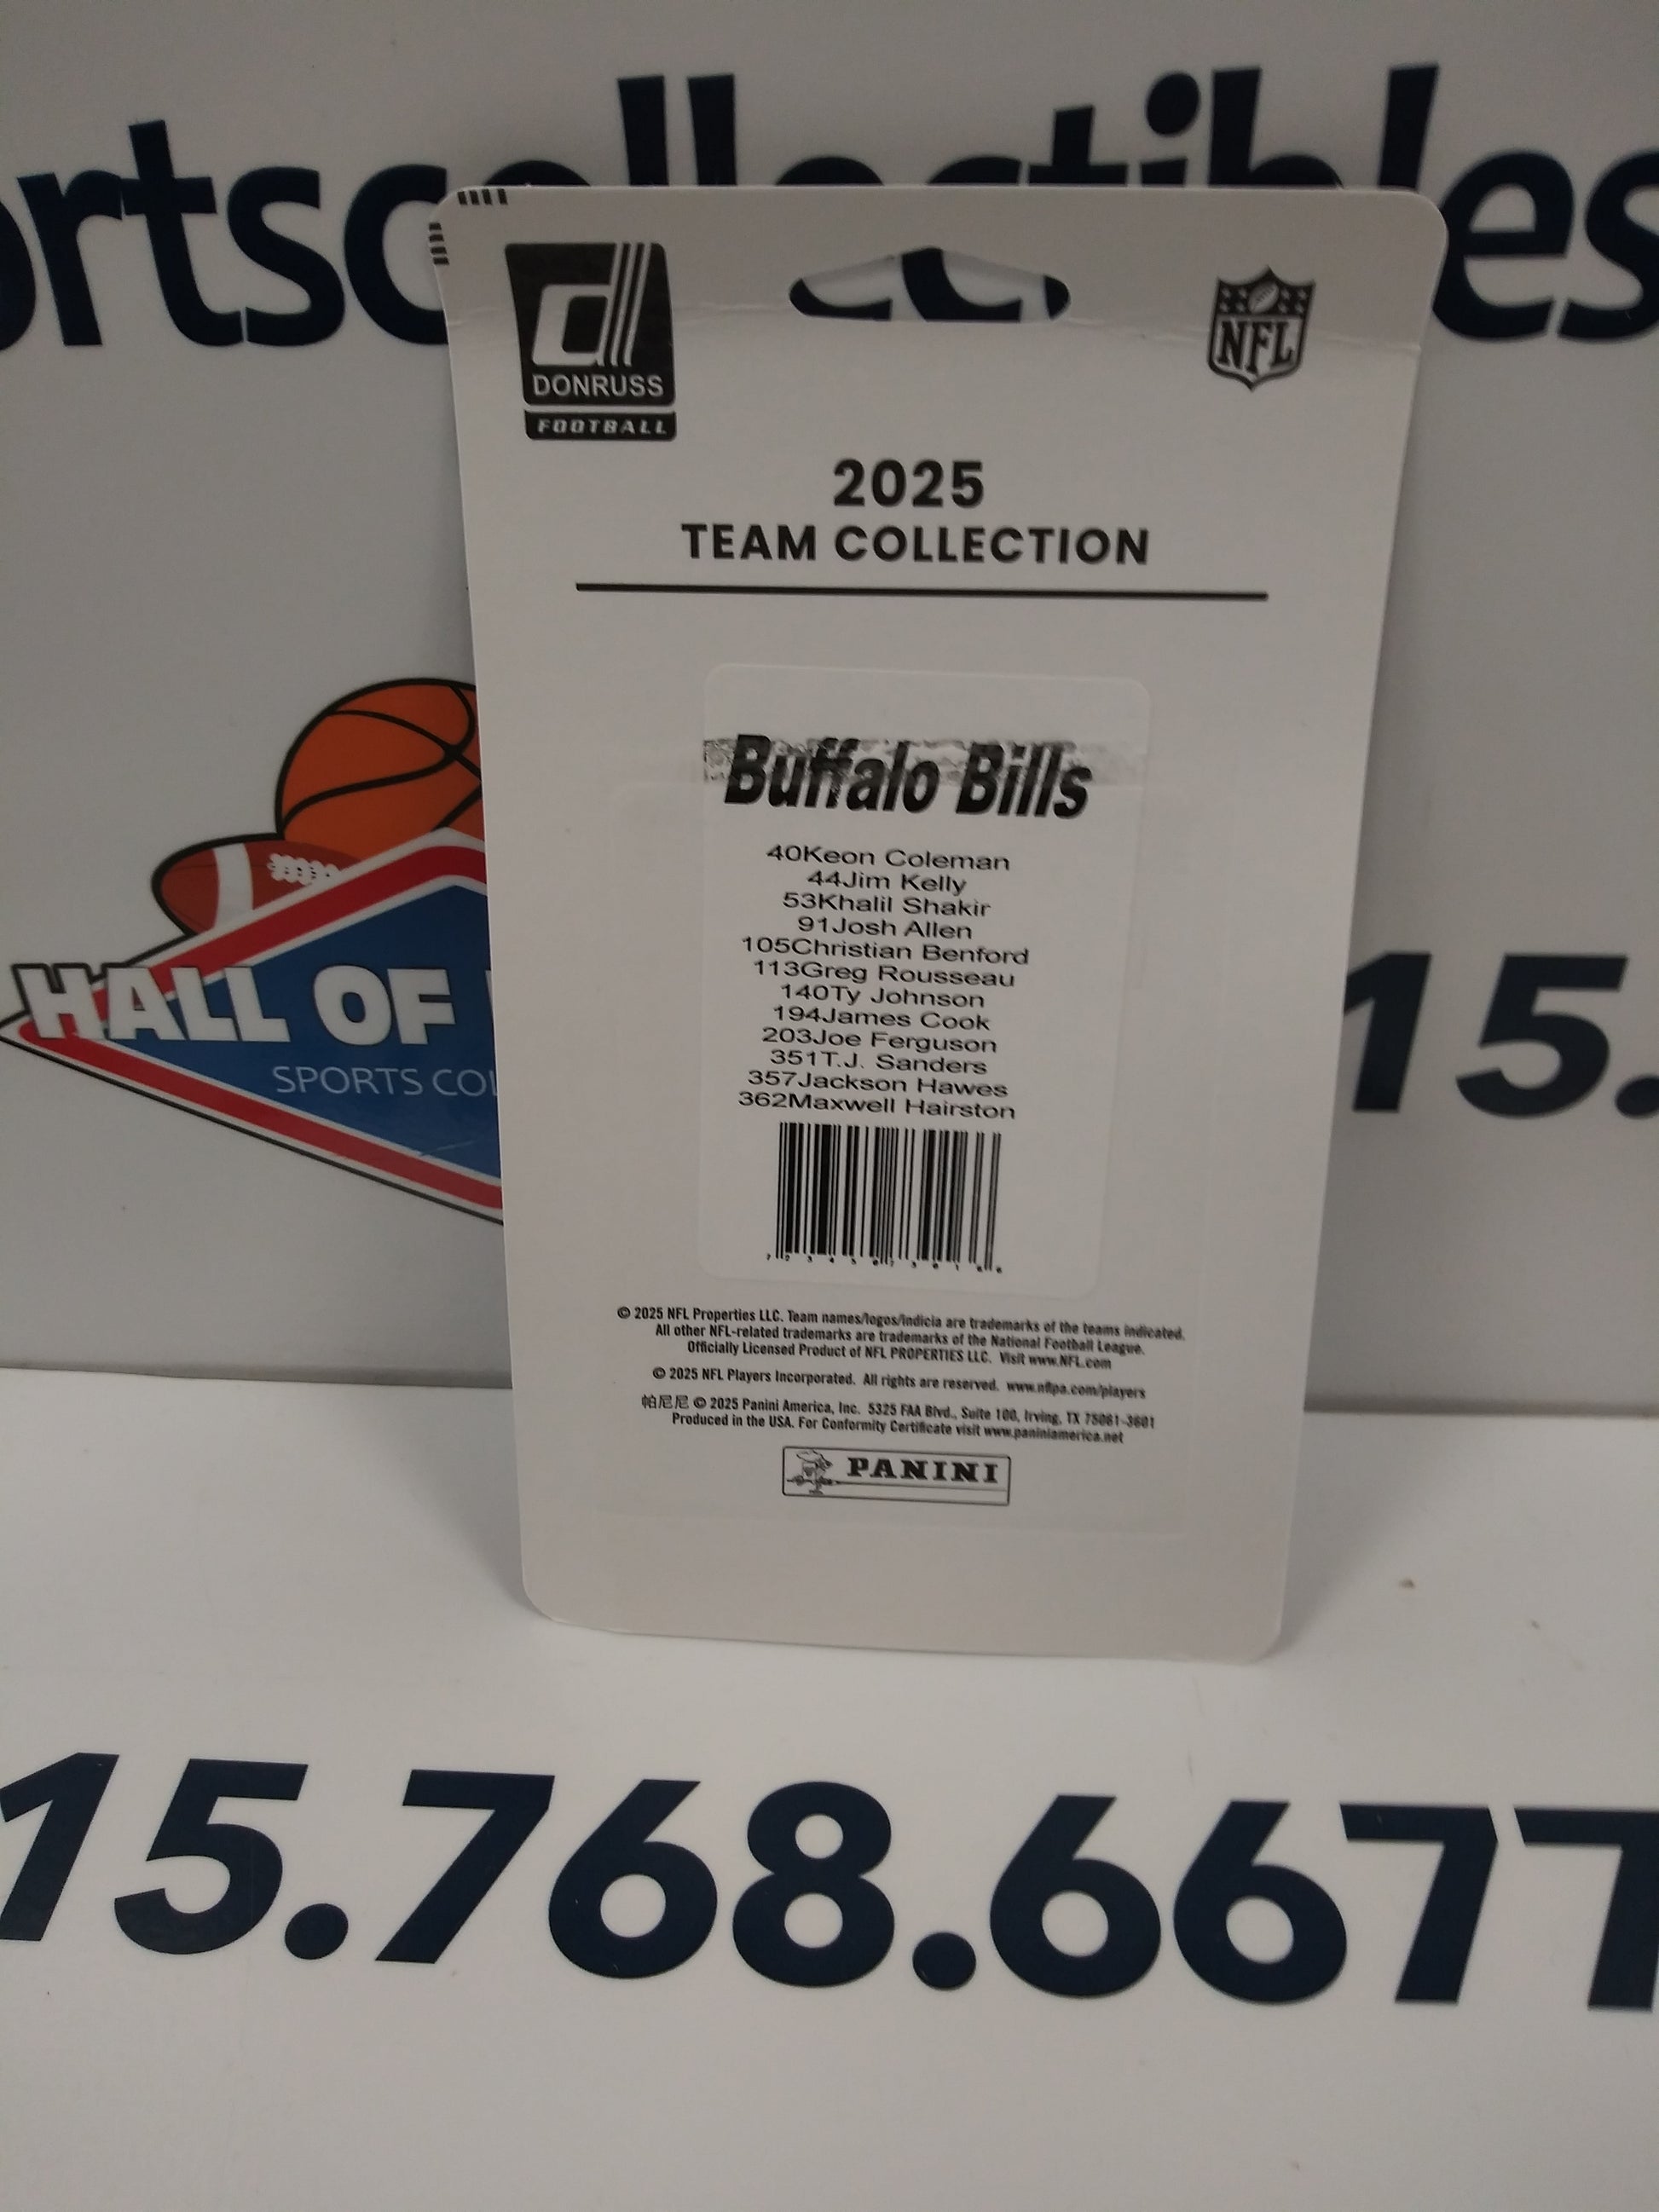 ortscollectibles
DONRUSS
FOOTBALL
NFL
2025
TEAM COLLECTION
Buffalo Bills
40Keon Coleman
44Jim Kelly
53Khalil Shakir
91Josh Allen
105Christian Benford
113Greg Rousseau
140Ty Johnson
194James Cook
203Joe Ferguson
351T.J. Sanders
357Jackson Hawes
362Maxwell Hairston
HALL OF
SPORTS COL
15.
© 2025 NFL Properties LLC. Team names/logos/indicia are trademarks of the teams indicated.
All other NFL-related trademarks are trademarks of the National Football League.
Officially Licensed Product of NFL PROPERTIES LLC. Visit www.NFL.com
© 2025 NFL Players Incorporated. All rights are reserved. www.nflpa.com/players
帕尼尼 © 2025 Panini America, Inc. 5325 FAA Blvd., Suite 100, Irving, TX 75061-3601
Produced in the USA. For Conformity Certificate visit www.paniniamerica.net
PANINI
15.768.6677